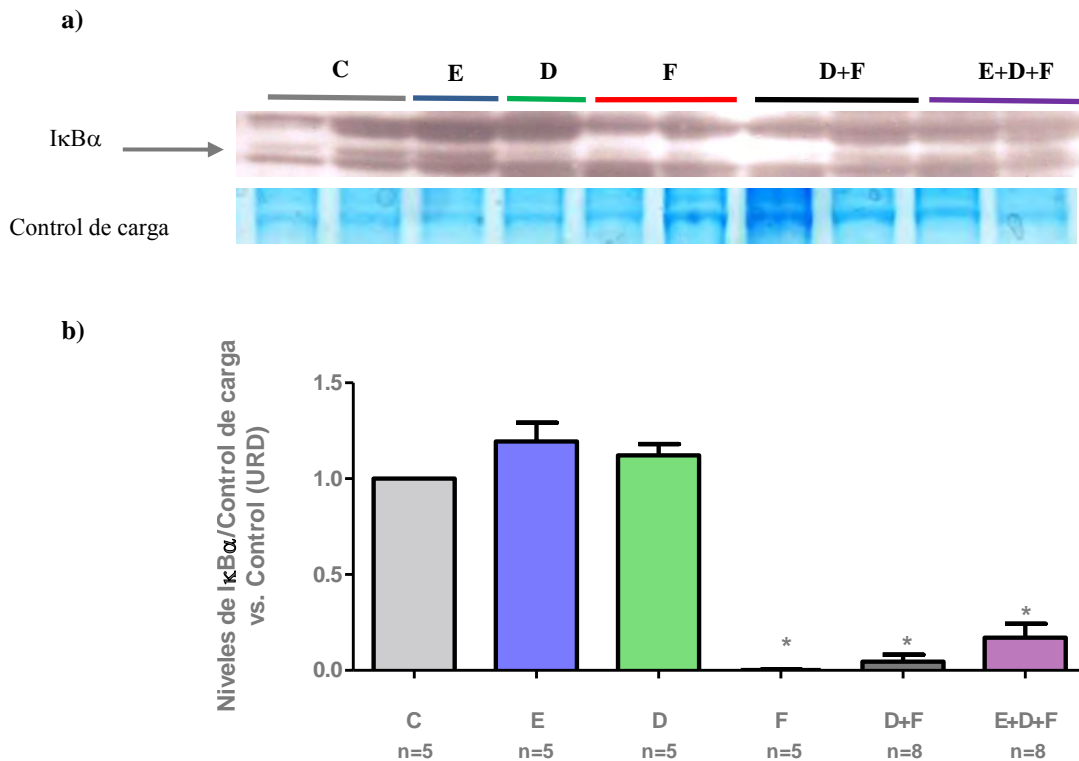 a)
C E D F D+F E+D+F
IκBα
Control de carga
b)
Niveles de IκBα/Control de carga
vs. Control (URD)
1.5
1.0
0.5
0.0
* * *
C E D F D+F E+D+F
n=5 n=5 n=5 n=5 n=8 n=8